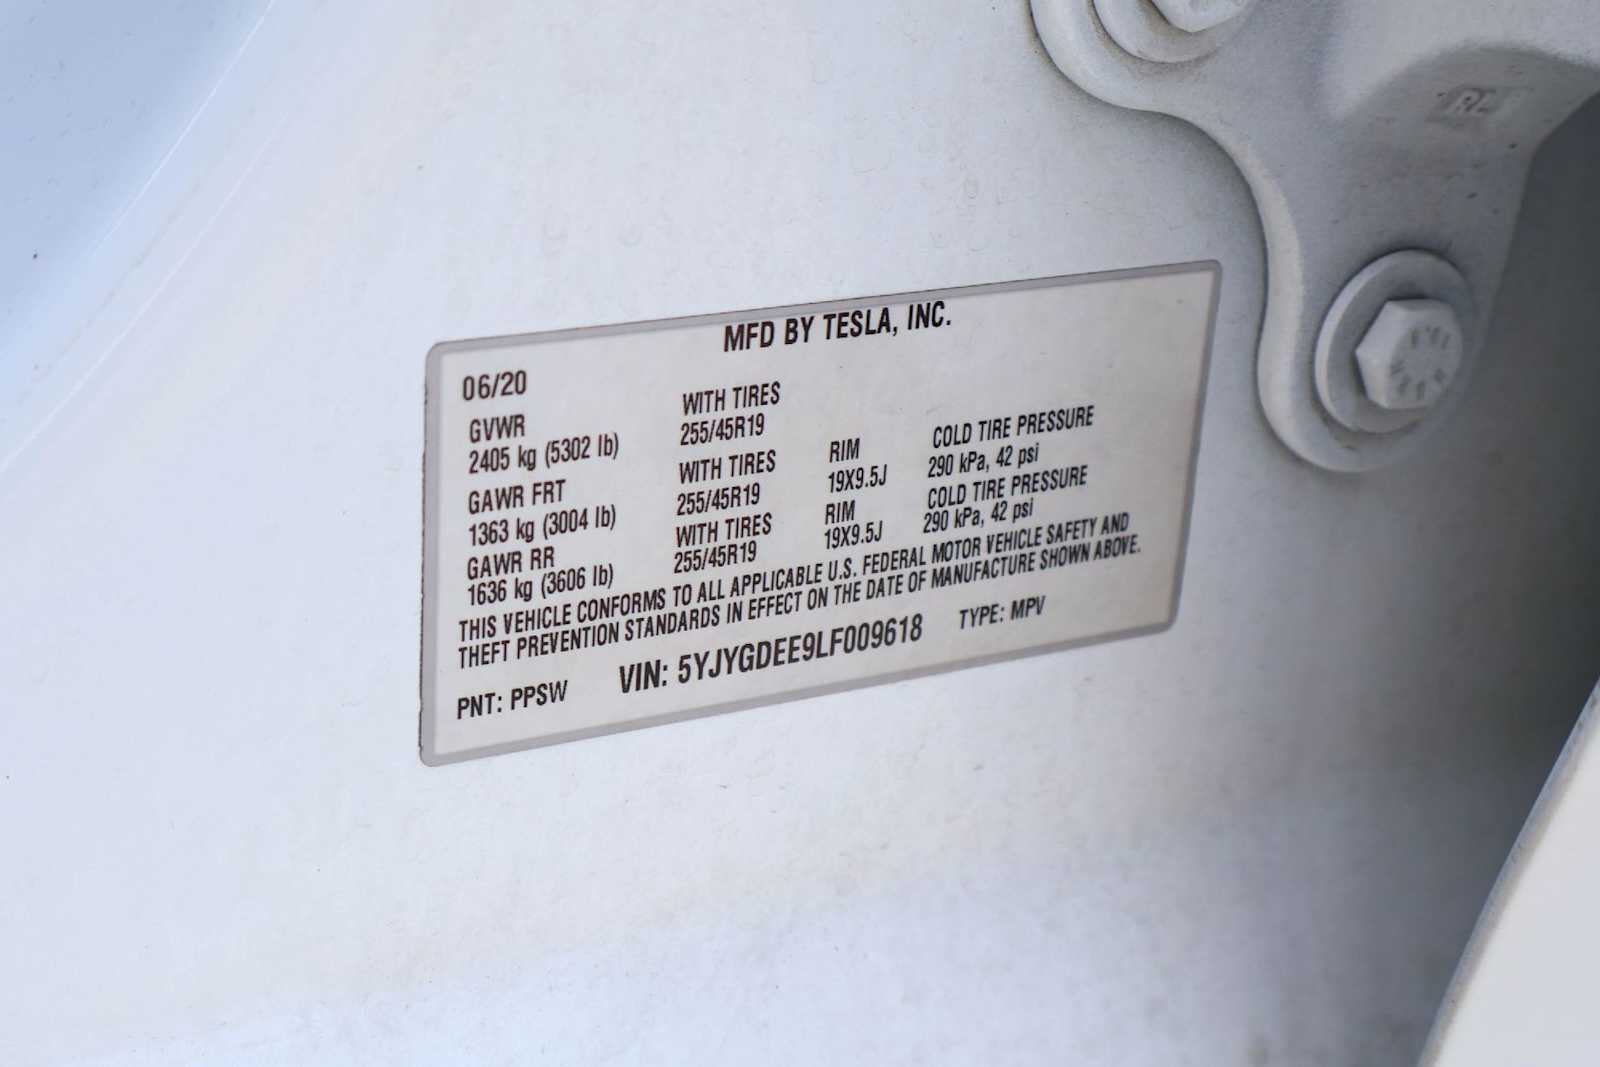 MFD BY TESLA, INC.
06/20
GVWR WITH TIRES
2405 kg (5302 lb) 255/45R19
GAWR FRT WITH TIRES RIM COLD TIRE PRESSURE
1363 kg (3004 lb) 255/45R19 19X9.5J 290 kPa, 42 psi
GAWR RR WITH TIRES RIM COLD TIRE PRESSURE
1636 kg (3606 lb) 255/45R19 19X9.5J 290 kPa, 42 psi
THIS VEHICLE CONFORMS TO ALL APPLICABLE U.S. FEDERAL MOTOR VEHICLE SAFETY AND
THEFT PREVENTION STANDARDS IN EFFECT ON THE DATE OF MANUFACTURE SHOWN ABOVE.
PNT: PPSW VIN: 5YJYGDEE9LF009618 TYPE: MPV